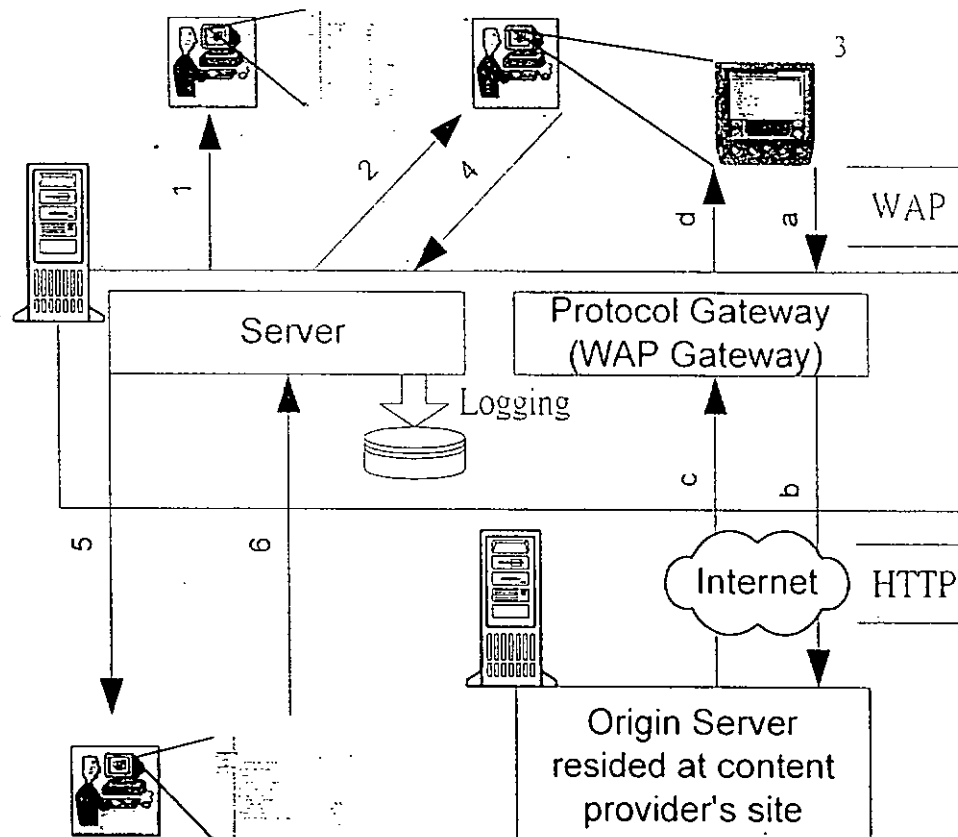 3
1
2
4
d
a
WAP
Server
Protocol Gateway
(WAP Gateway)
Logging
c
b
5
6
Internet
HTTP
Origin Server
resided at content
provider's site